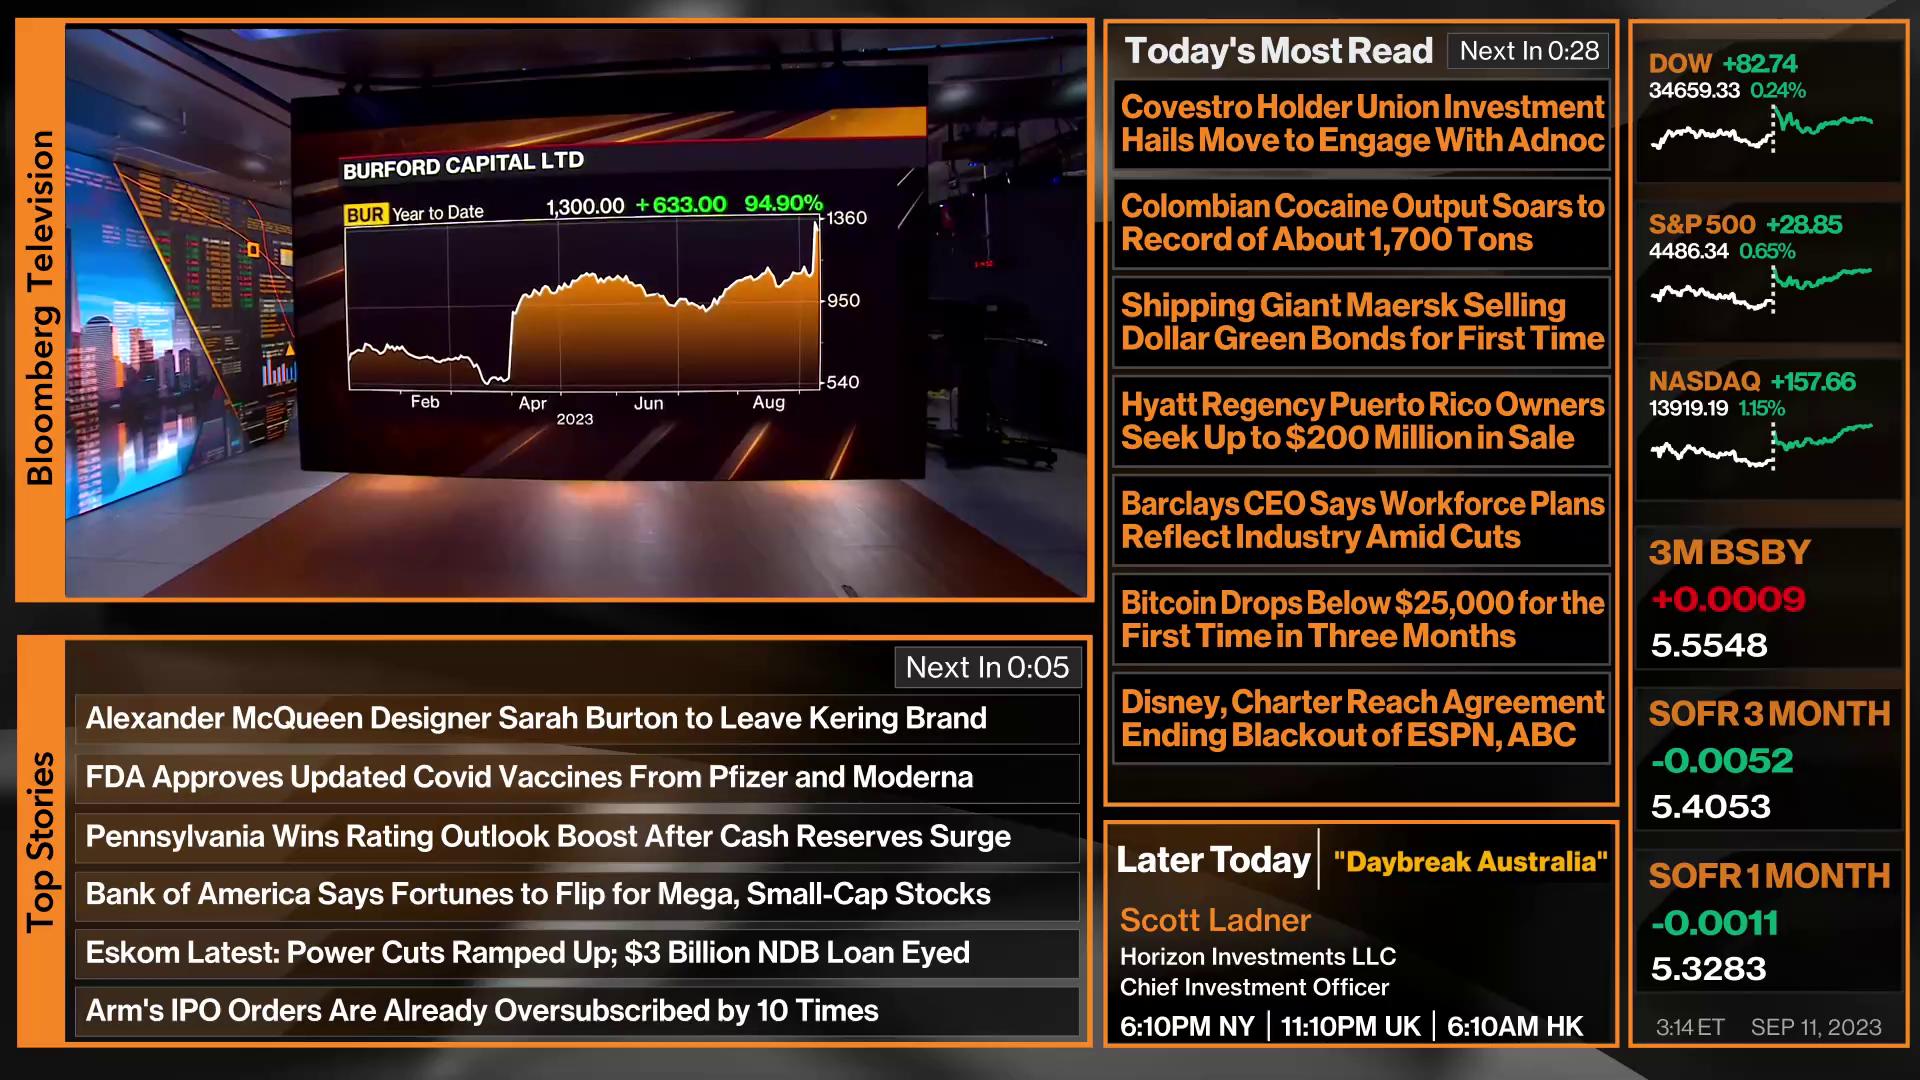 Bloomberg Television
BURFORD CAPITAL LTD
BUR Year to Date 1,300.00 +633.00 94.90%
1360
950
540
Feb Apr Jun Aug
2023
Top Stories
Next In 0:05
Alexander McQueen Designer Sarah Burton to Leave Kering Brand
FDA Approves Updated Covid Vaccines From Pfizer and Moderna
Pennsylvania Wins Rating Outlook Boost After Cash Reserves Surge
Bank of America Says Fortunes to Flip for Mega, Small-Cap Stocks
Eskom Latest: Power Cuts Ramped Up; $3 Billion NDB Loan Eyed
Arm's IPO Orders Are Already Oversubscribed by 10 Times
Today's Most Read Next In 0:28
Covestro Holder Union Investment
Hails Move to Engage With Adnoc
Colombian Cocaine Output Soars to
Record of About 1,700 Tons
Shipping Giant Maersk Selling
Dollar Green Bonds for First Time
Hyatt Regency Puerto Rico Owners
Seek Up to $200 Million in Sale
Barclays CEO Says Workforce Plans
Reflect Industry Amid Cuts
Bitcoin Drops Below $25,000 for the
First Time in Three Months
Disney, Charter Reach Agreement
Ending Blackout of ESPN, ABC
Later Today "Daybreak Australia"
Scott Ladner
Horizon Investments LLC
Chief Investment Officer
6:10PM NY 11:10PM UK 6:10AM HK
DOW +82.74
34659.33 0.24%
S&P 500 +28.85
4486.34 0.65%
NASDAQ +157.66
13919.19 1.15%
3M BSBY
+0.0009
5.5548
SOFR 3 MONTH
-0.0052
5.4053
SOFR 1 MONTH
-0.0011
5.3283
3:14 ET SEP 11, 2023